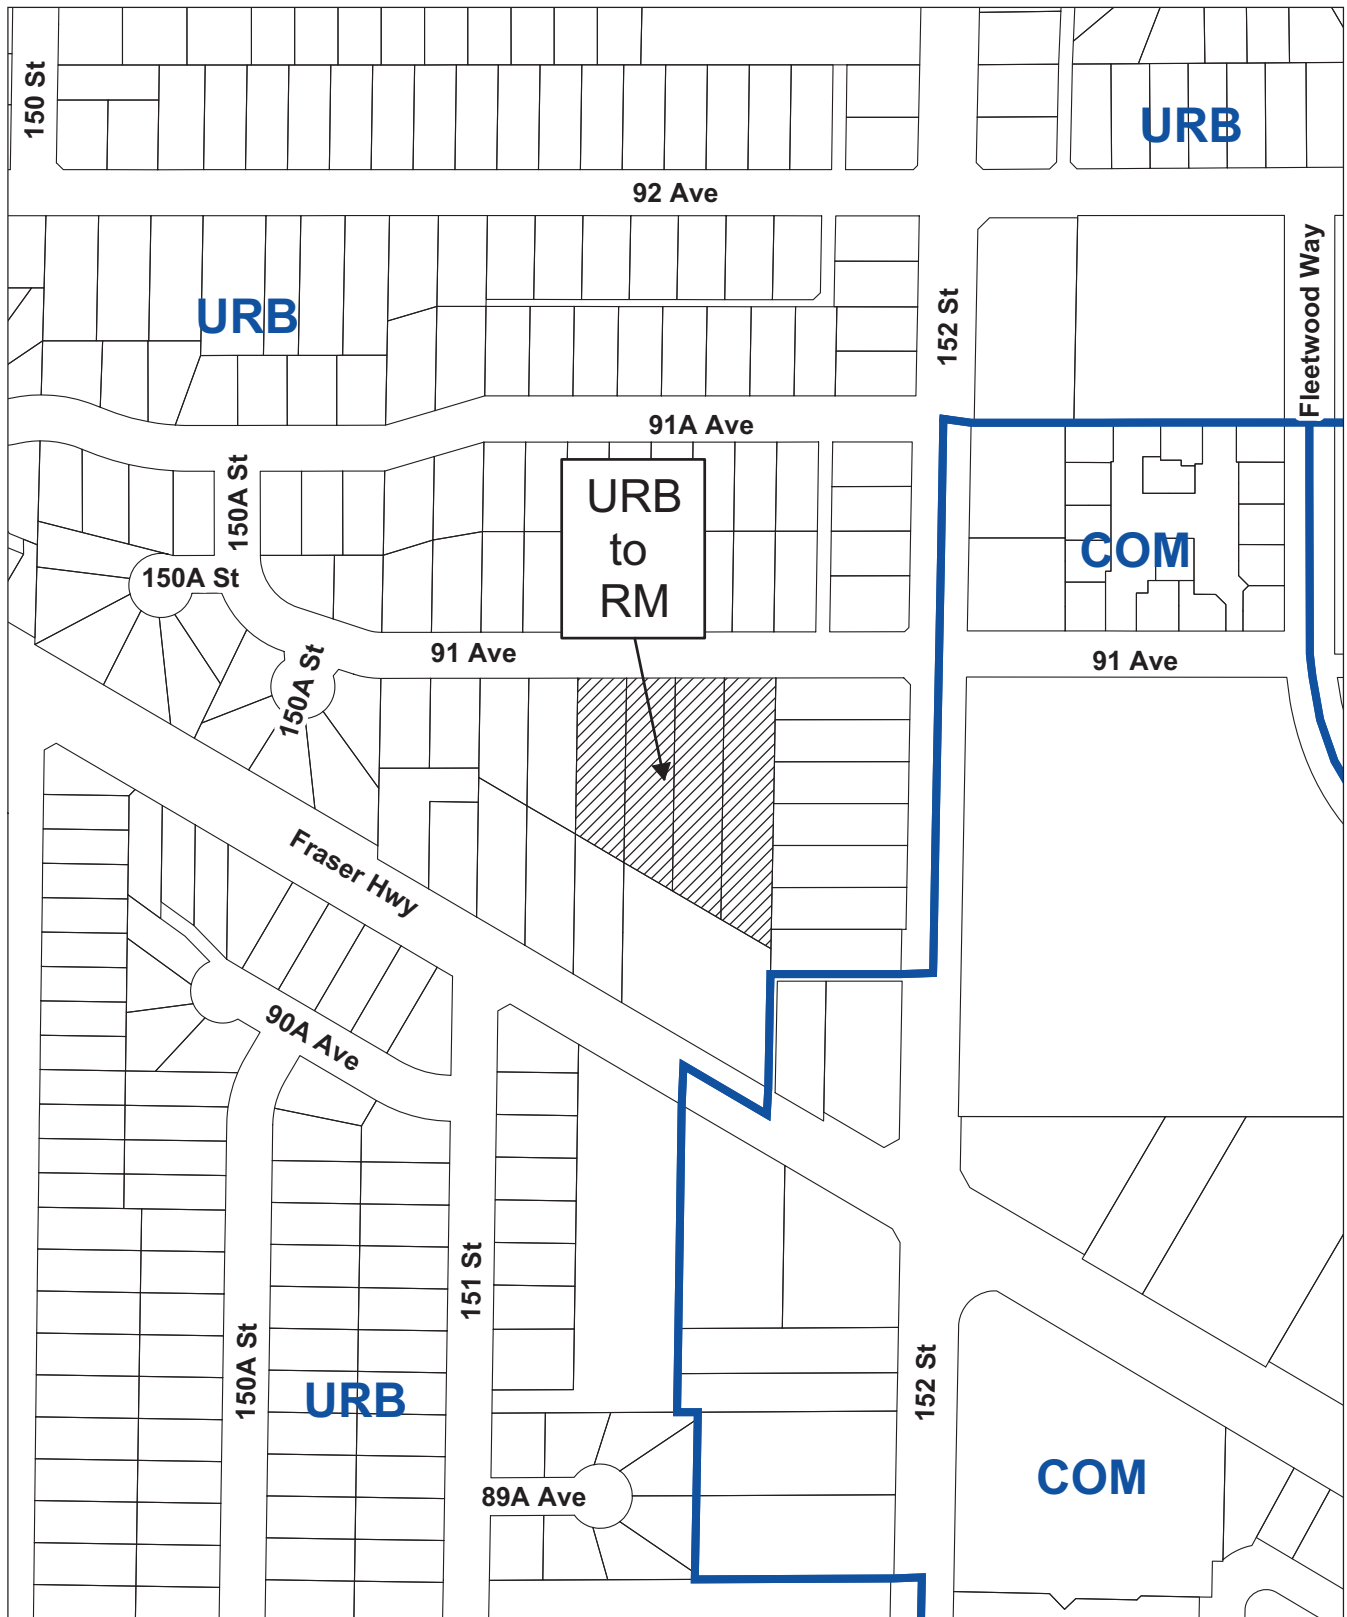 150 St
URB
92 Ave
URB
152 St
Fleetwood Way
91A Ave
150A St
URB
to
RM
COM
150A St
150A St
91 Ave
91 Ave
Fraser Hwy
90A Ave
151 St
150A St
URB
152 St
COM
89A Ave